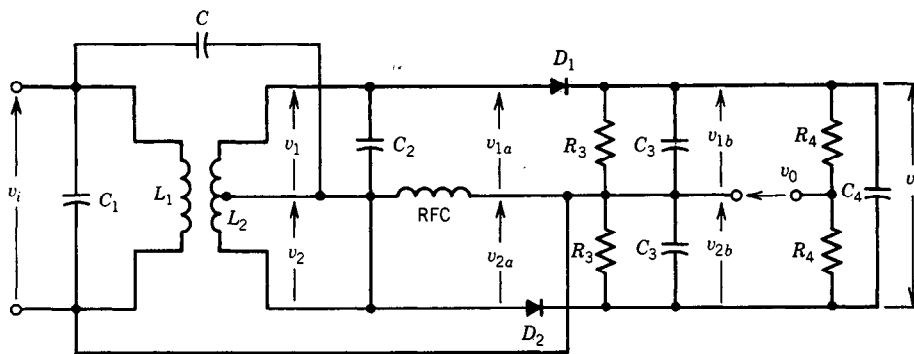 C
D₁
v₁
C₂
v₁ₐ
R₃
C₃
v₁b
R₄
vᵢ
C₁
L₁
L₂
RFC
v₀
C₄
v
v₂
v₂ₐ
R₃
C₃
v₂b
R₄
D₂